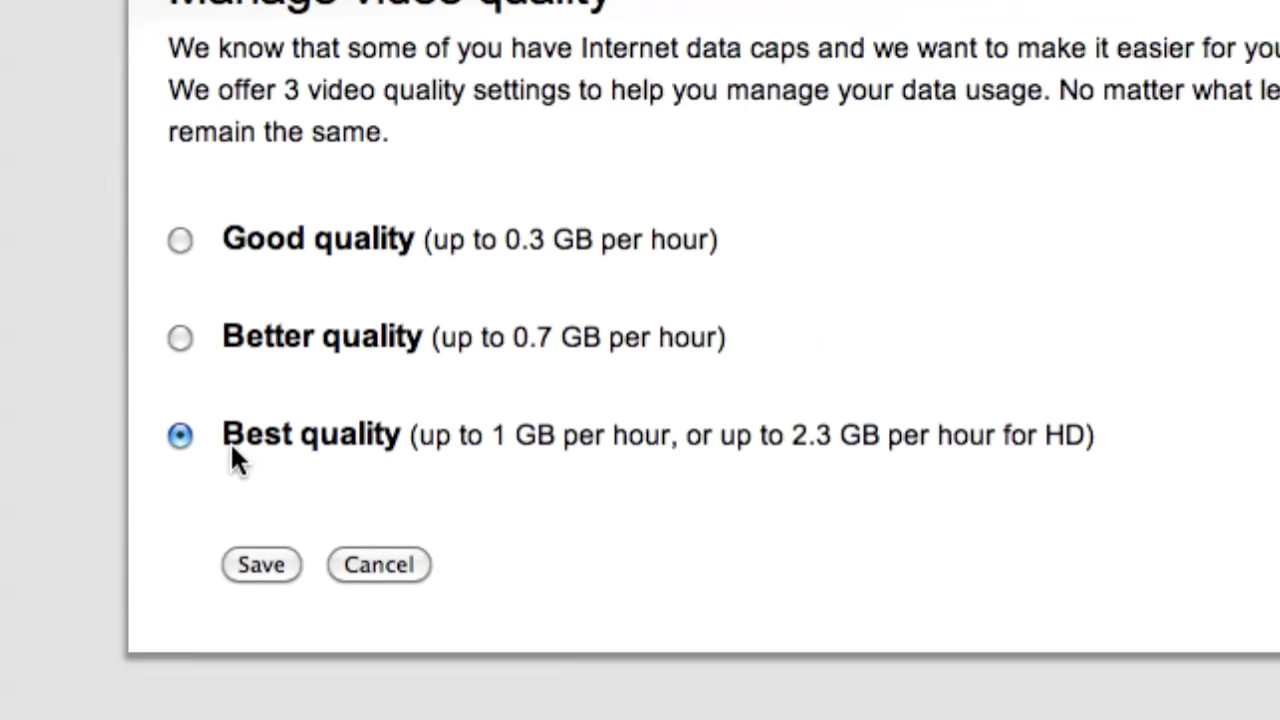 Manage video quality
We know that some of you have Internet data caps and we want to make it easier for you
We offer 3 video quality settings to help you manage your data usage. No matter what le
remain the same.
Good quality (up to 0.3 GB per hour)
Better quality (up to 0.7 GB per hour)
Best quality (up to 1 GB per hour, or up to 2.3 GB per hour for HD)
Save Cancel